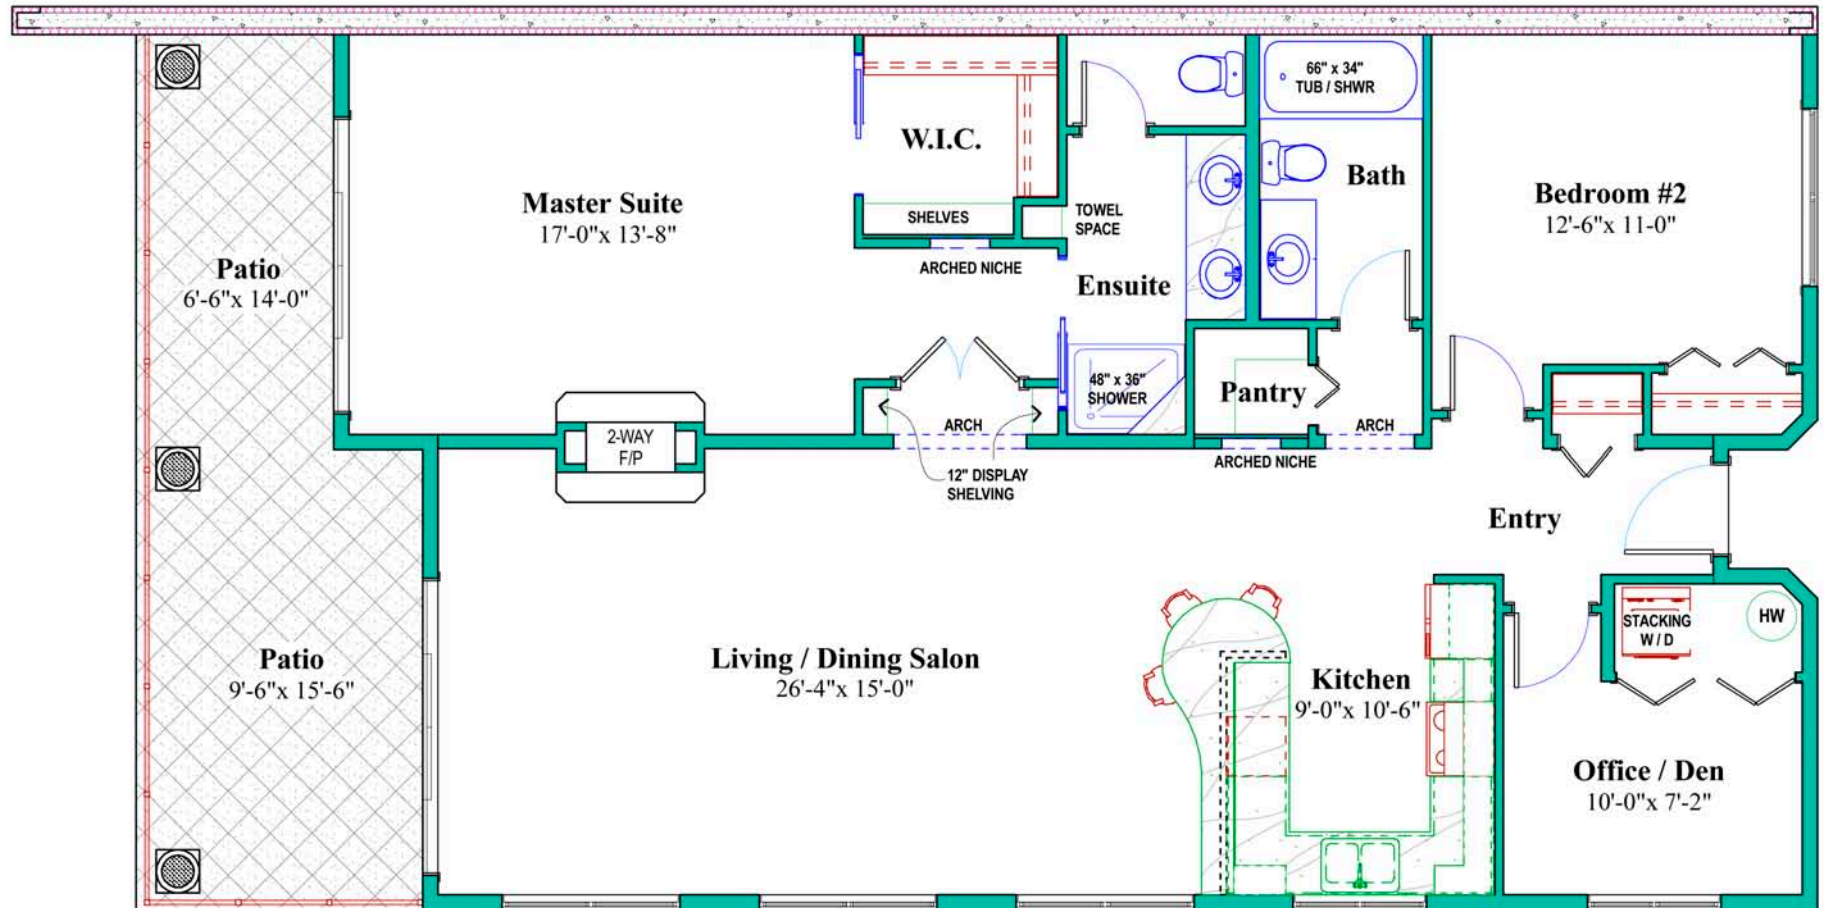 66" x 34"
TUB / SHWR
W.I.C.
Master Suite
17'-0"x 13'-8"
SHELVES
TOWEL
SPACE
Bath
Bedroom #2
12'-6"x 11-0"
Patio
6'-6"x 14'-0"
ARCHED NICHE
Ensuite
48" x 36"
SHOWER
Pantry
2-WAY
F/P
ARCH
ARCH
ARCHED NICHE
12" DISPLAY
SHELVING
Entry
Patio
9'-6"x 15'-6"
Living / Dining Salon
26'-4"x 15'-0"
Kitchen
9'-0"x 10'-6"
STACKING
W / D
HW
Office / Den
10'-0"x 7'-2"